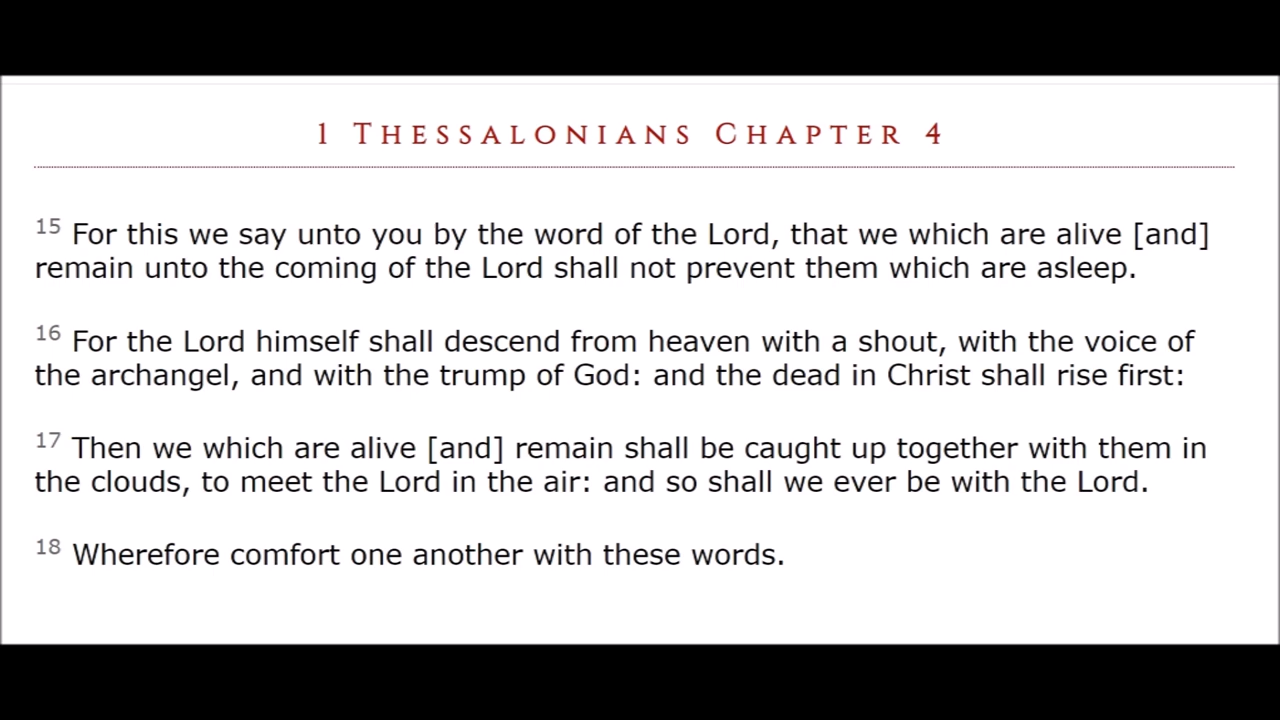 1 Thessalonians Chapter 4
15 For this we say unto you by the word of the Lord, that we which are alive [and]
remain unto the coming of the Lord shall not prevent them which are asleep.
16 For the Lord himself shall descend from heaven with a shout, with the voice of
the archangel, and with the trump of God: and the dead in Christ shall rise first:
17 Then we which are alive [and] remain shall be caught up together with them in
the clouds, to meet the Lord in the air: and so shall we ever be with the Lord.
18 Wherefore comfort one another with these words.